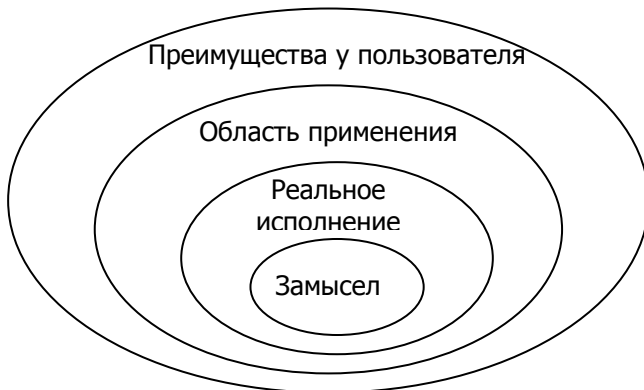 Преимущества у пользователя
Область применения
Реальное
исполнение
Замысел